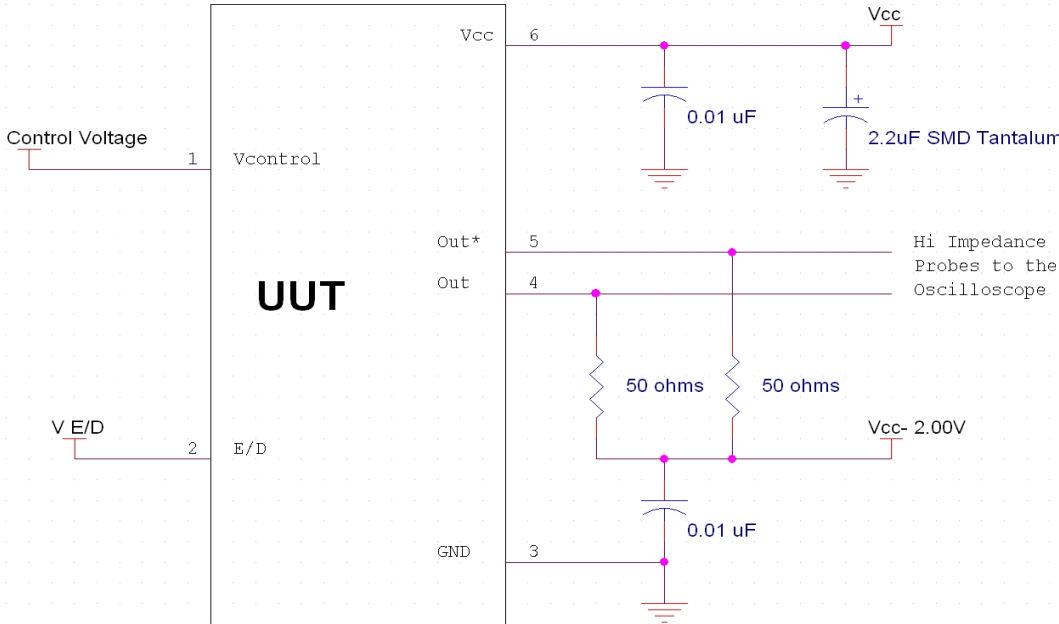 Vcc
Vcc 6
0.01 uF
2.2uF SMD Tantalum
Control Voltage
1 Vcontrol
Out* 5
Hi Impedance
Probes to the
Oscilloscope
Out 4
UUT
50 ohms 50 ohms
V E/D
Vcc- 2.00V
2 E/D
0.01 uF
GND 3